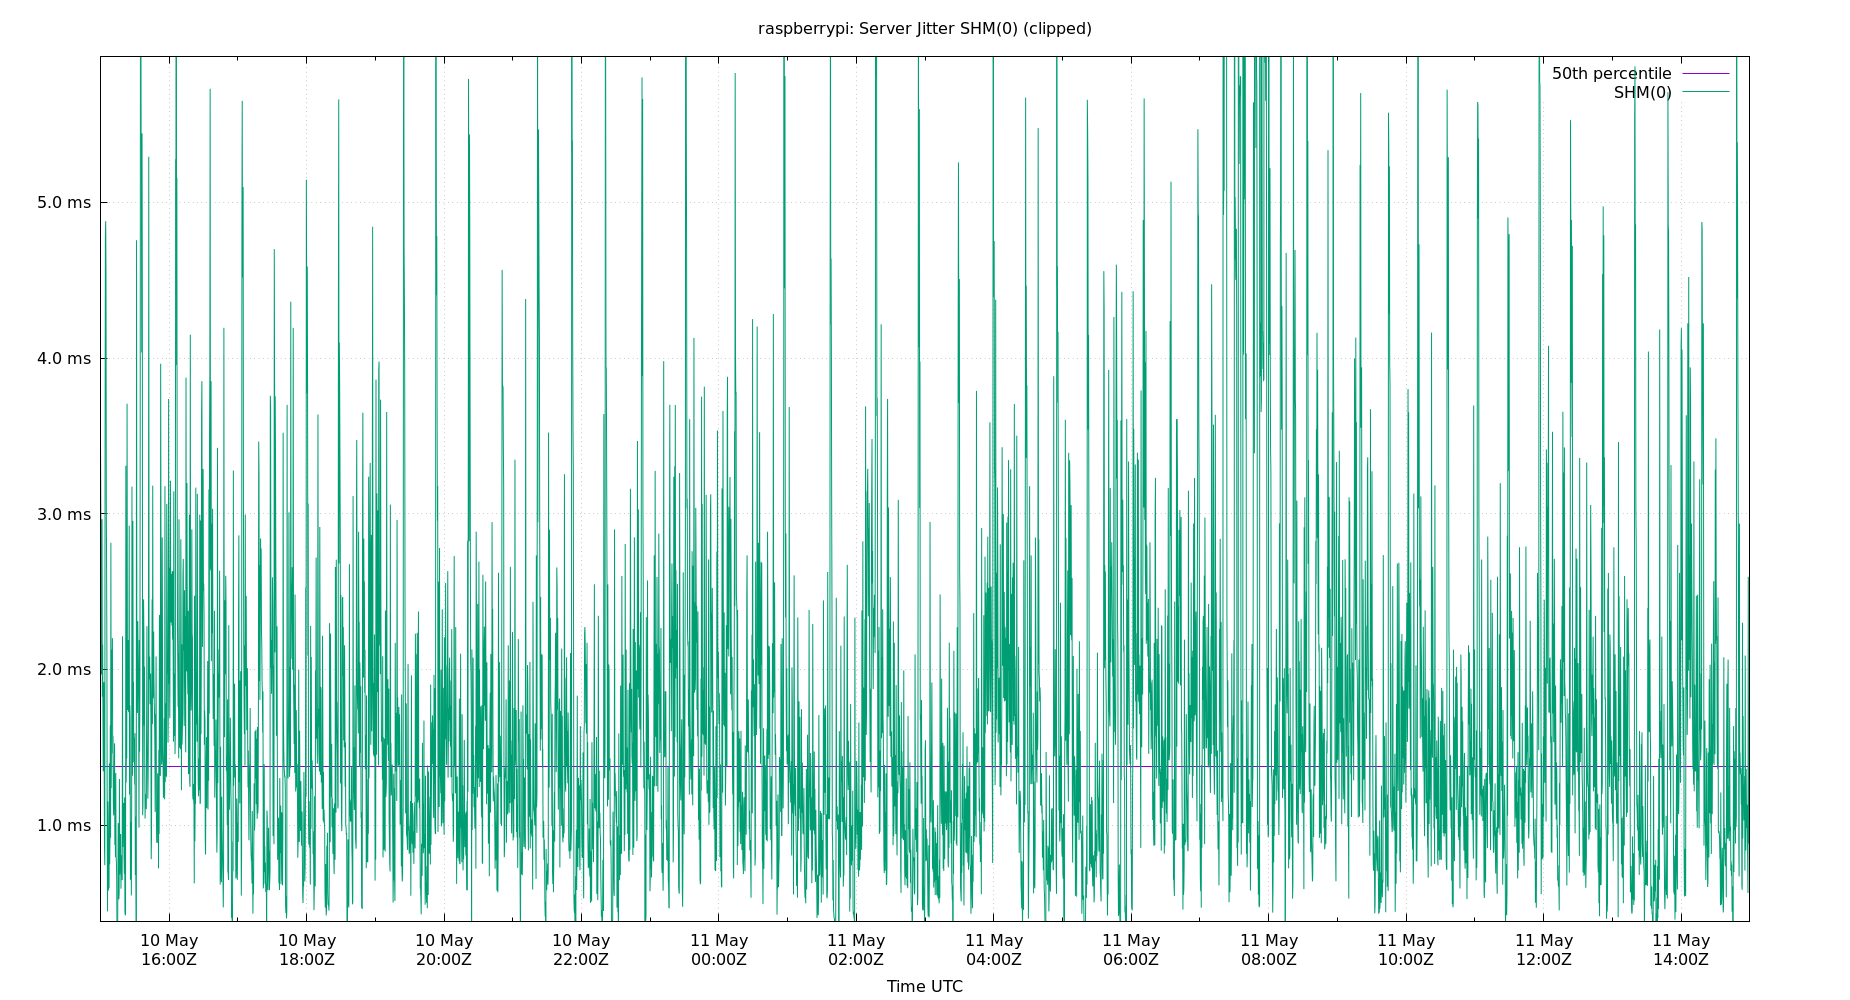 raspberrypi: Server Jitter SHM(0) (clipped)
50th percentile
SHM(0)
5.0 ms
4.0 ms
3.0 ms
2.0 ms
1.0 ms
10 May 10 May 10 May 10 May 11 May 11 May 11 May 11 May 11 May 11 May 11 May 11 May
16:00Z 18:00Z 20:00Z 22:00Z 00:00Z 02:00Z 04:00Z 06:00Z 08:00Z 10:00Z 12:00Z 14:00Z
Time UTC